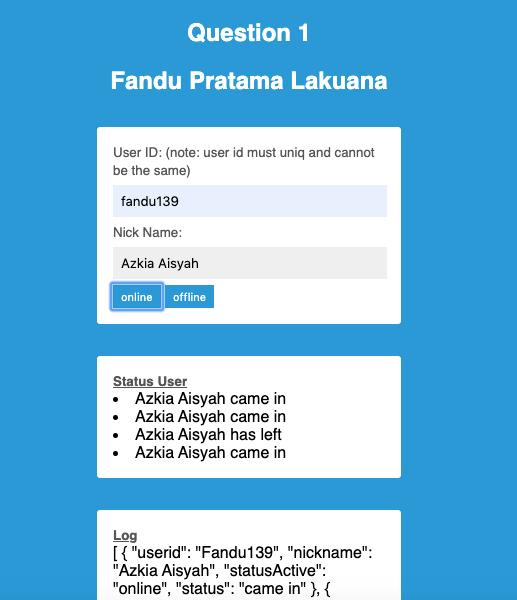 Question 1
Fandu Pratama Lakuana
User ID: (note: user id must uniq and cannot
be the same)
fandu139
Nick Name:
Azkia Aisyah
online offline
Status User
• Azkia Aisyah came in
• Azkia Aisyah came in
• Azkia Aisyah has left
• Azkia Aisyah came in
Log
[ { "userid": "Fandu139", "nickname":
"Azkia Aisyah", "statusActive":
"online", "status": "came in" }, {